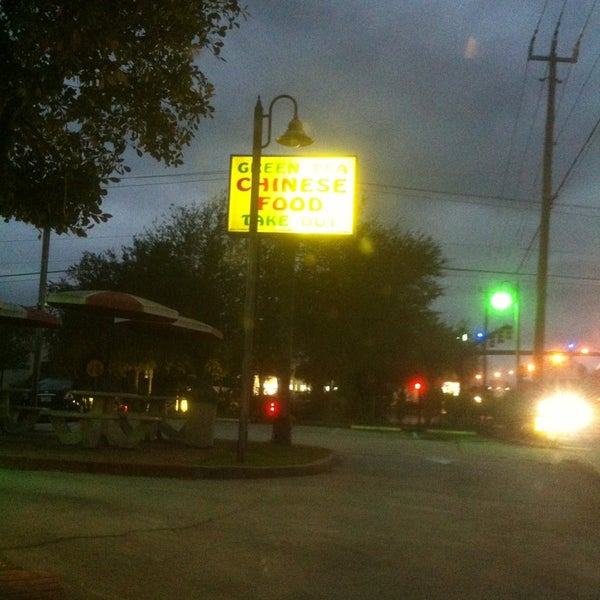 GREEN TEA
CHINESE
FOOD
TAKE OUT